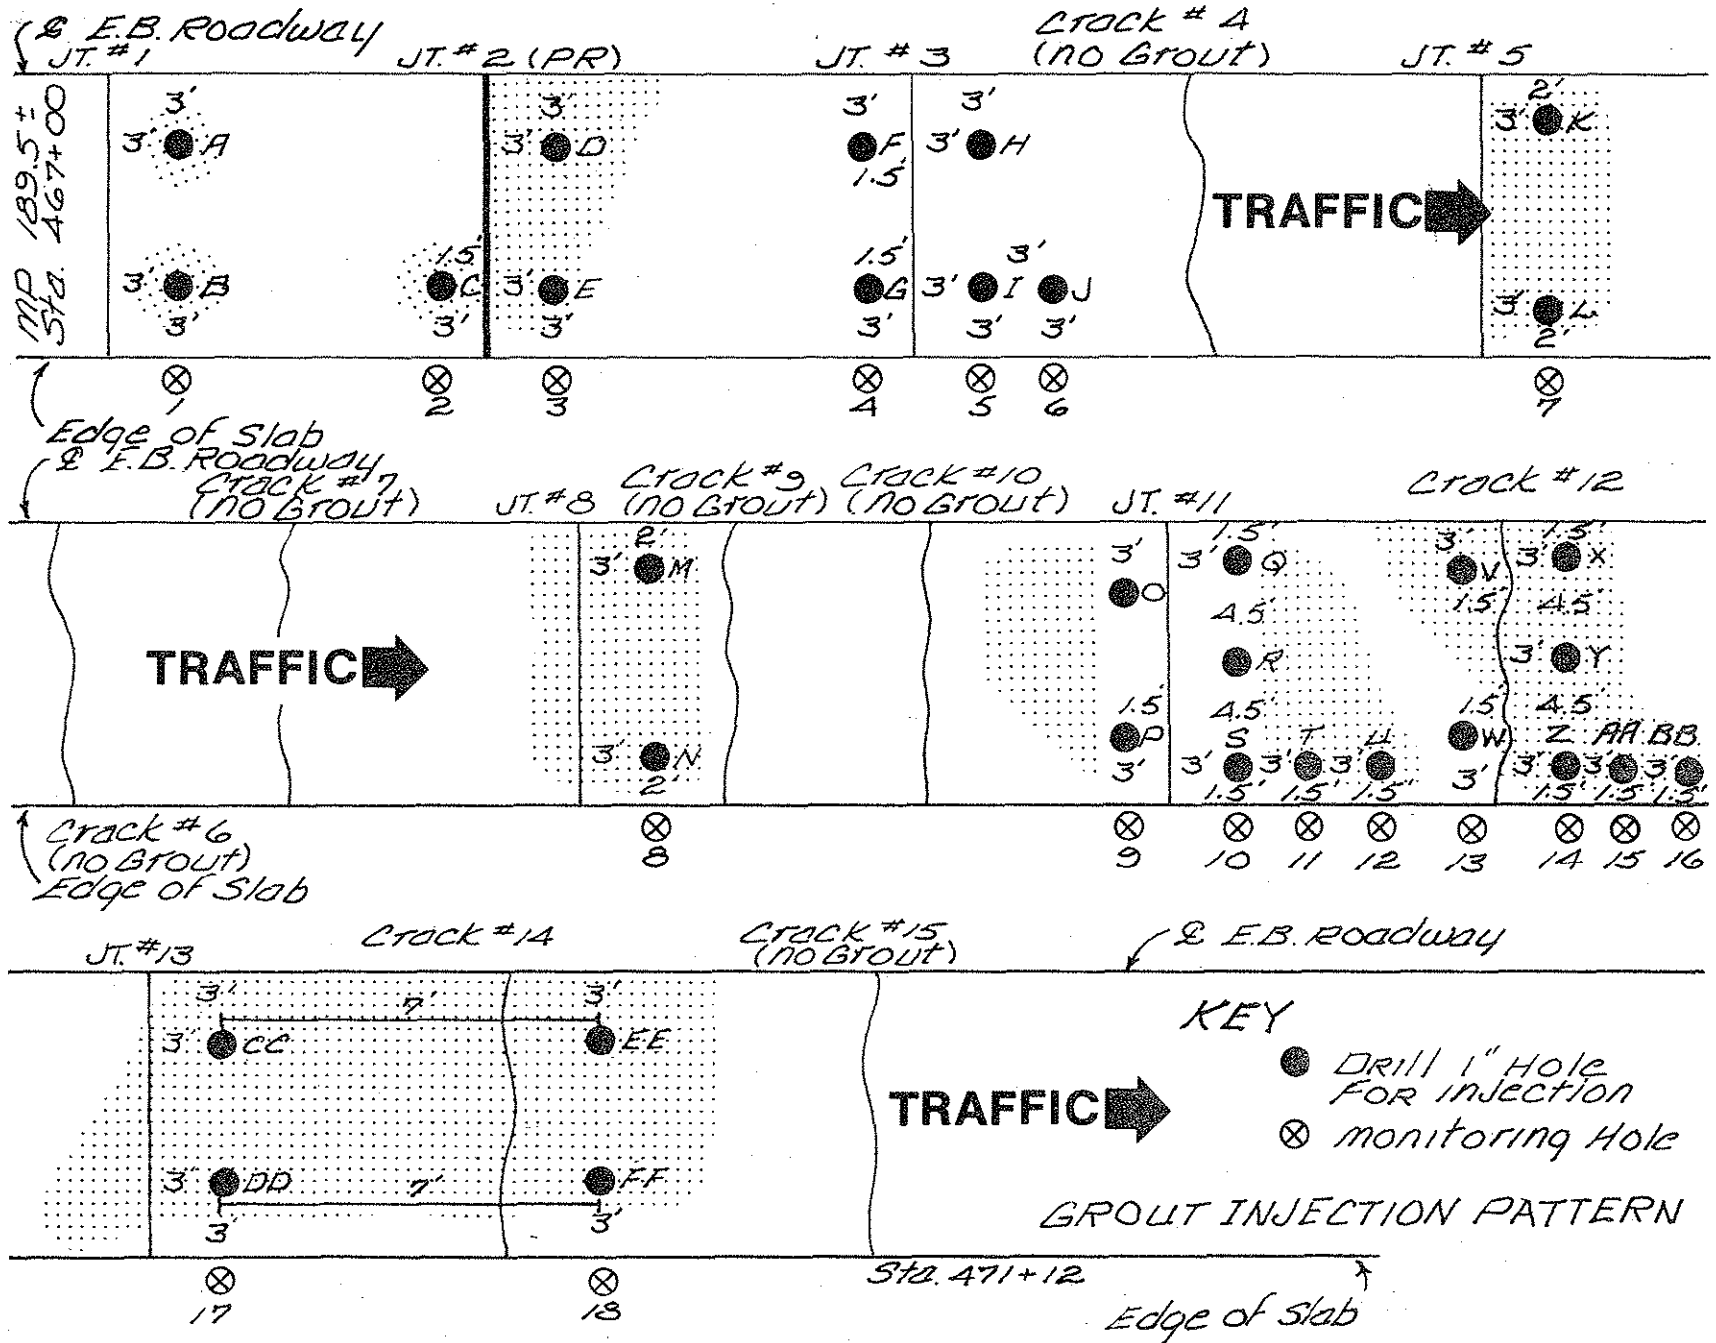 ℄ E.B. Roadway
JT. #1
JT. #2 (PR)
JT. #3
Crack #4
(no Grout)
JT. #5
MP 189.5 ±
Sta. 467+00
3'
3' A
3'
3' D
3'
F
1.5'
3'
3' H
2'
3' K
TRAFFIC
3' B
3'
1.5'
C
3'
3' E
3'
1.5'
G
3'
3' I
3'
3'
J
3'
3' L
2'
1
2
3
4
5
6
7
Edge of Slab
℄ E.B. Roadway
Crack #7
(no Grout)
JT. #8
Crack #9
(no Grout)
Crack #10
(no Grout)
JT. #11
Crack #12
2'
3' M
3'
O
1.5'
3' Q
4.5'
R
4.5'
3'
V
1.5'
1.5'
3' X
4.5'
3' Y
4.5'
TRAFFIC
3' N
2'
1.5'
P
3'
S
3'
1.5'
T
3'
1.5'
U
3'
1.5'
1.5'
W
3'
Z
3'
1.5'
AA
3'
1.5'
BB
3'
1.5'
Crack #6
(no Grout)
Edge of Slab
8
9
10
11
12
13
14
15
16
JT. #13
Crack #14
Crack #15
(no Grout)
℄ E.B. Roadway
3'
3' CC
7'
3'
EE
3' DD
3'
7'
FF
3'
TRAFFIC
KEY
Drill 1" Hole
For injection
monitoring Hole
GROUT INJECTION PATTERN
Sta. 471+12
Edge of Slab
17
18